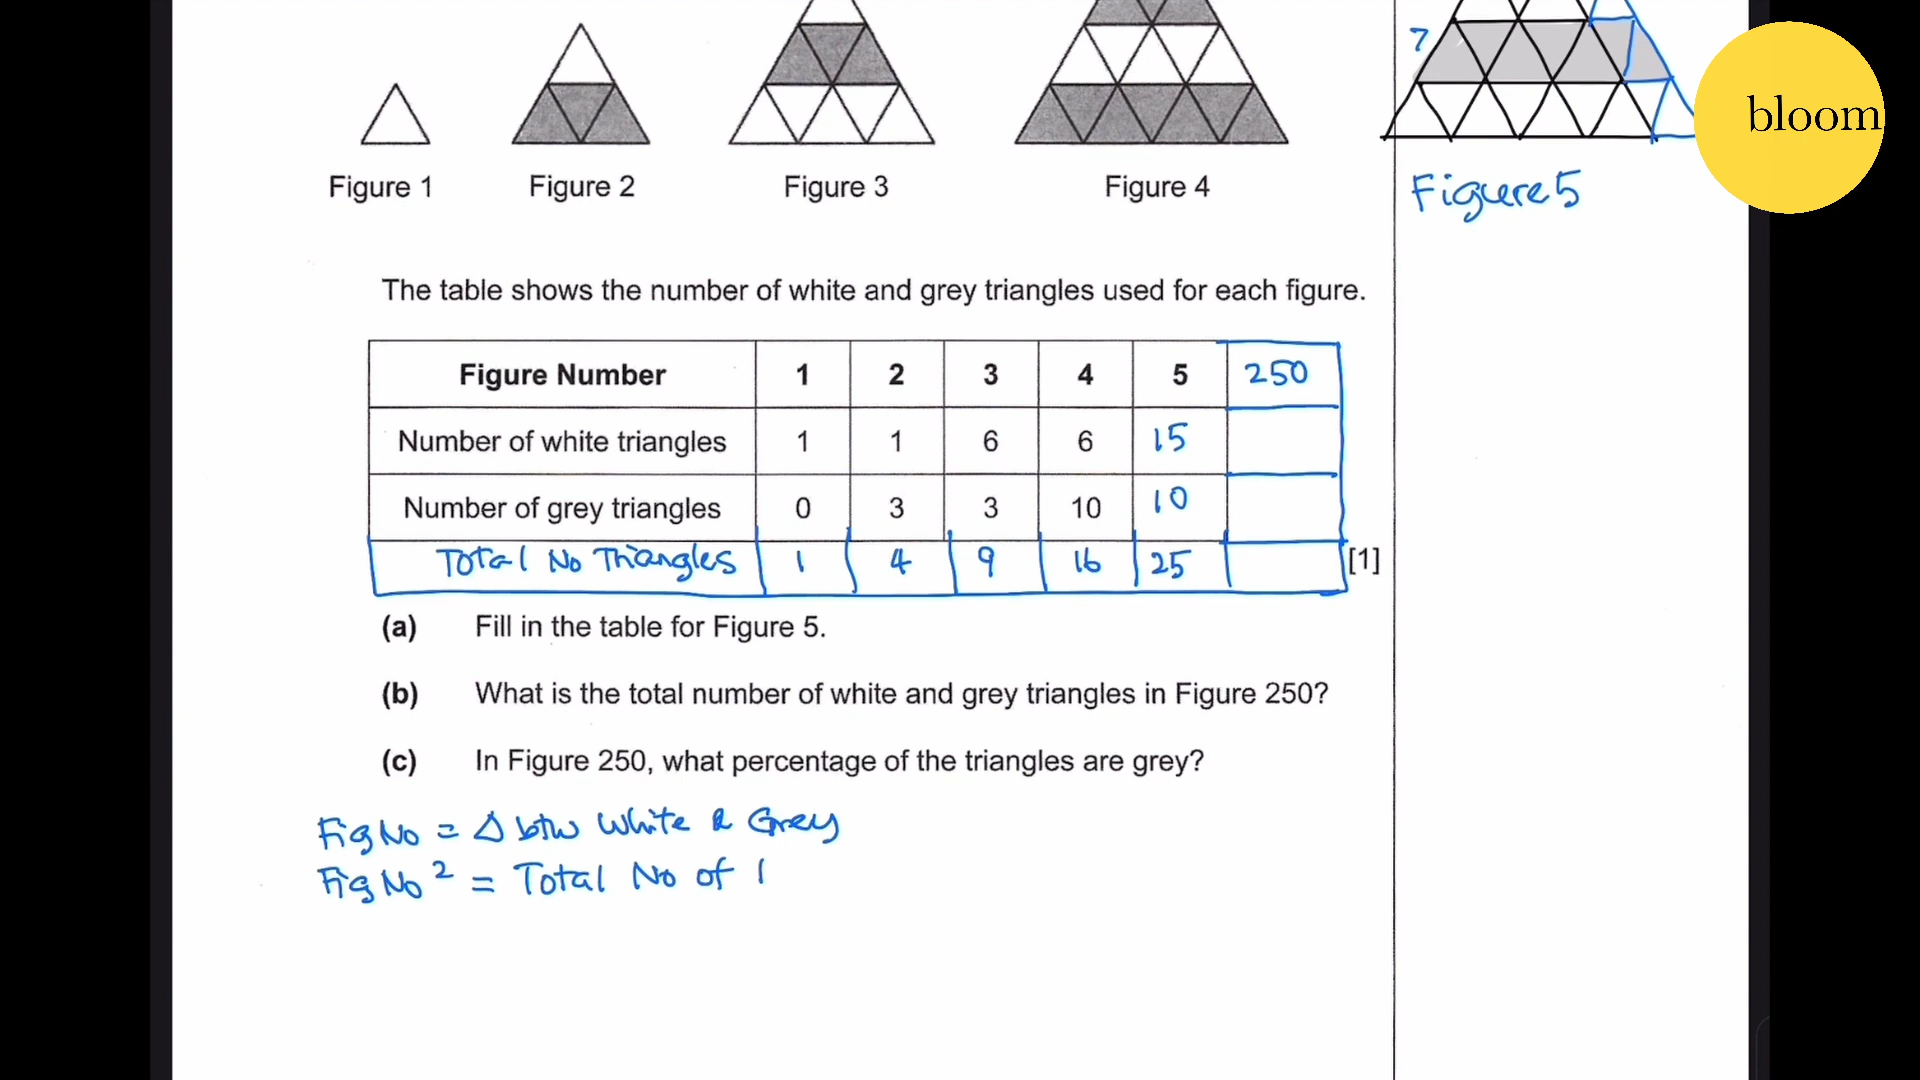 7
bloom
Figure 1
Figure 2
Figure 3
Figure 4
Figure 5
The table shows the number of white and grey triangles used for each figure.
Figure Number 1 2 3 4 5 250
Number of white triangles 1 1 6 6 15
Number of grey triangles 0 3 3 10 10
Total No Triangles 1 4 9 16 25
[1]
(a) Fill in the table for Figure 5.
(b) What is the total number of white and grey triangles in Figure 250?
(c) In Figure 250, what percentage of the triangles are grey?
Fig No = Δ btw White & Grey
Fig No² = Total No of